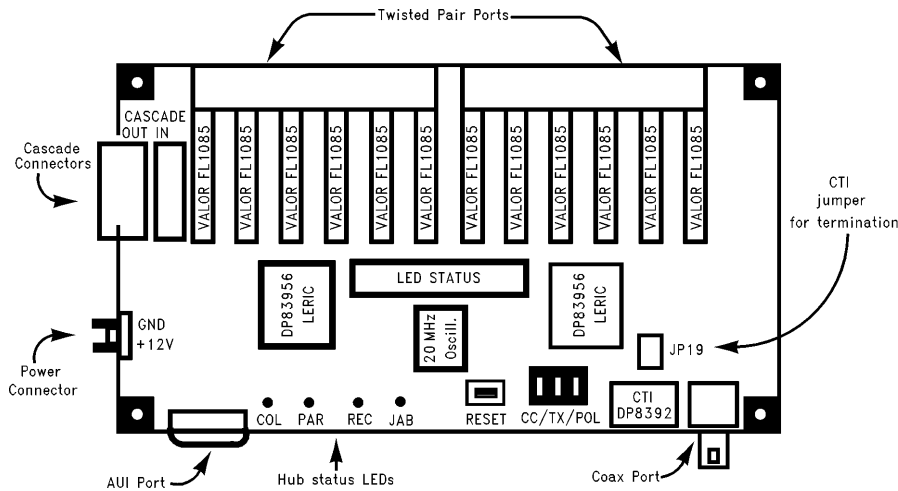 Twisted Pair Ports
CASCADE
OUT IN
Cascade
Connectors
VALOR FL1085
VALOR FL1085
VALOR FL1085
VALOR FL1085
VALOR FL1085
VALOR FL1085
VALOR FL1085
VALOR FL1085
VALOR FL1085
VALOR FL1085
VALOR FL1085
VALOR FL1085
CTI
jumper
for termination
LED STATUS
DP83956
LERIC
DP83956
LERIC
20 MHz
Oscill.
GND
+12V
JP19
Power
Connector
COL PAR REC JAB
RESET
CC/TX/POL
CTI
DP8392
AUI Port
Hub status LEDs
Coax Port